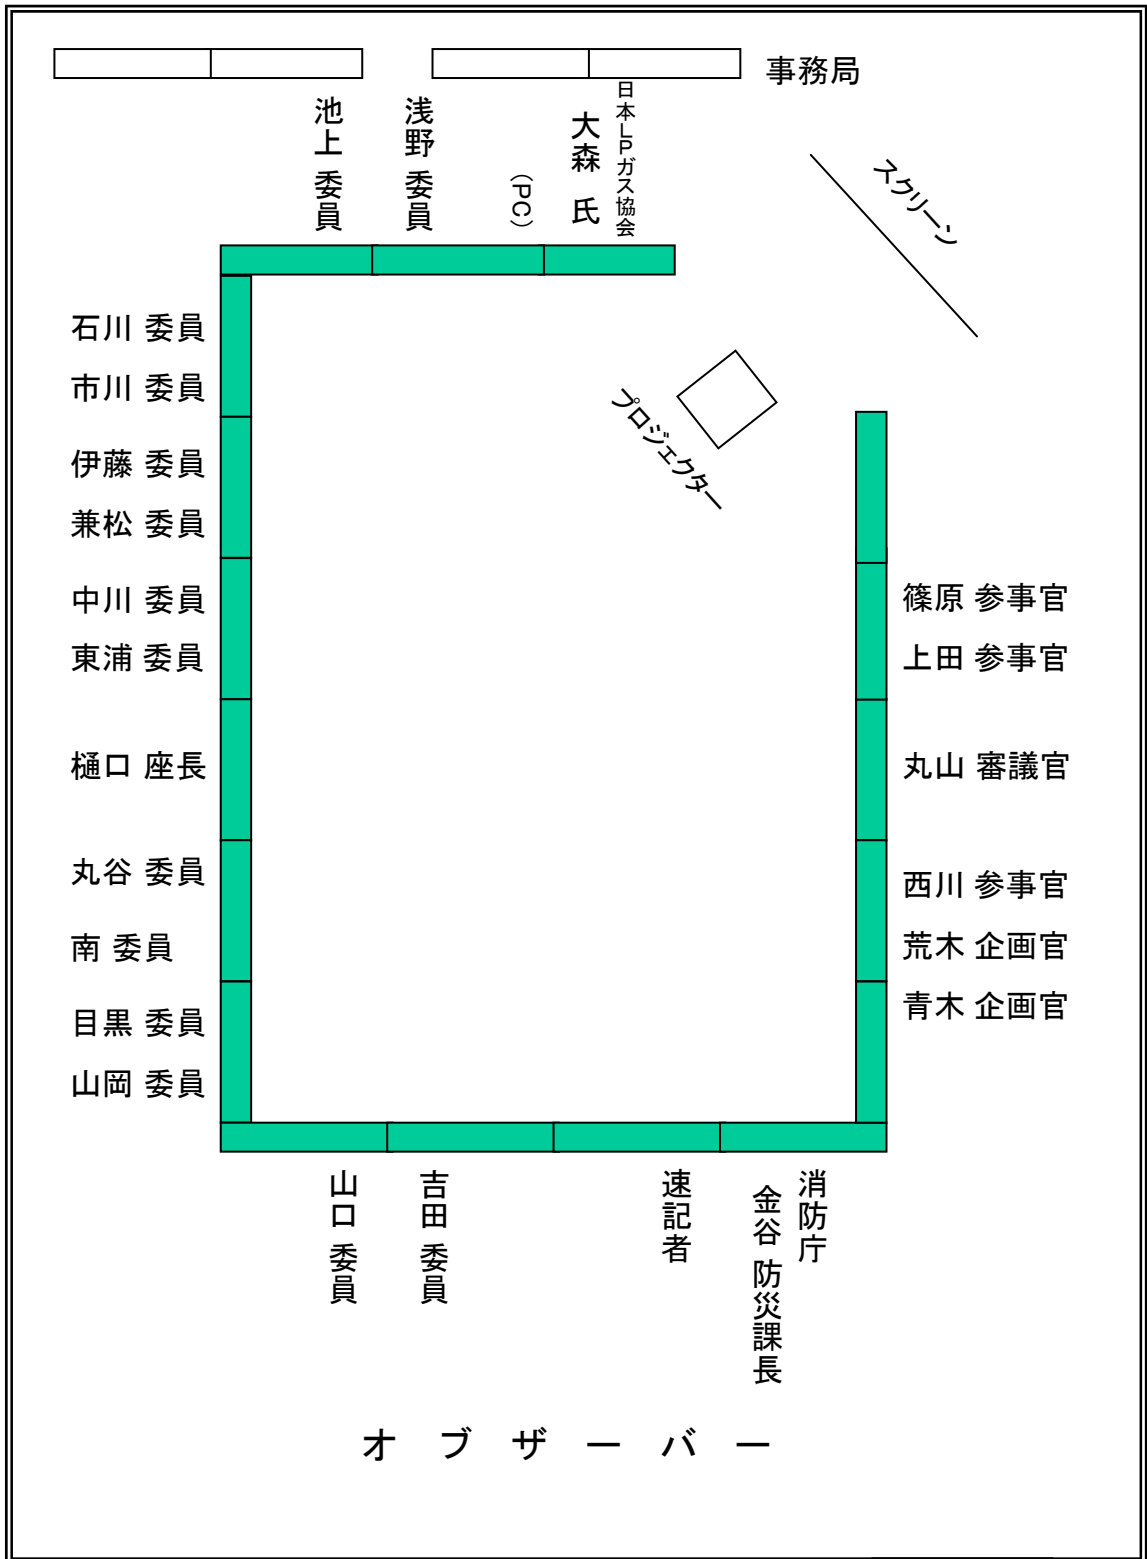 事務局
池上 委員
浅野 委員
（PC）
大森 氏
日本LPガス協会
スクリーン
プロジェクター
石川 委員
市川 委員
伊藤 委員
兼松 委員
中川 委員
東浦 委員
樋口 座長
丸谷 委員
南 委員
目黒 委員
山岡 委員
篠原 参事官
上田 参事官
丸山 審議官
西川 参事官
荒木 企画官
青木 企画官
山口 委員
吉田 委員
速記者
消防庁
金谷 防災課長
オ ブ ザ ー バ ー